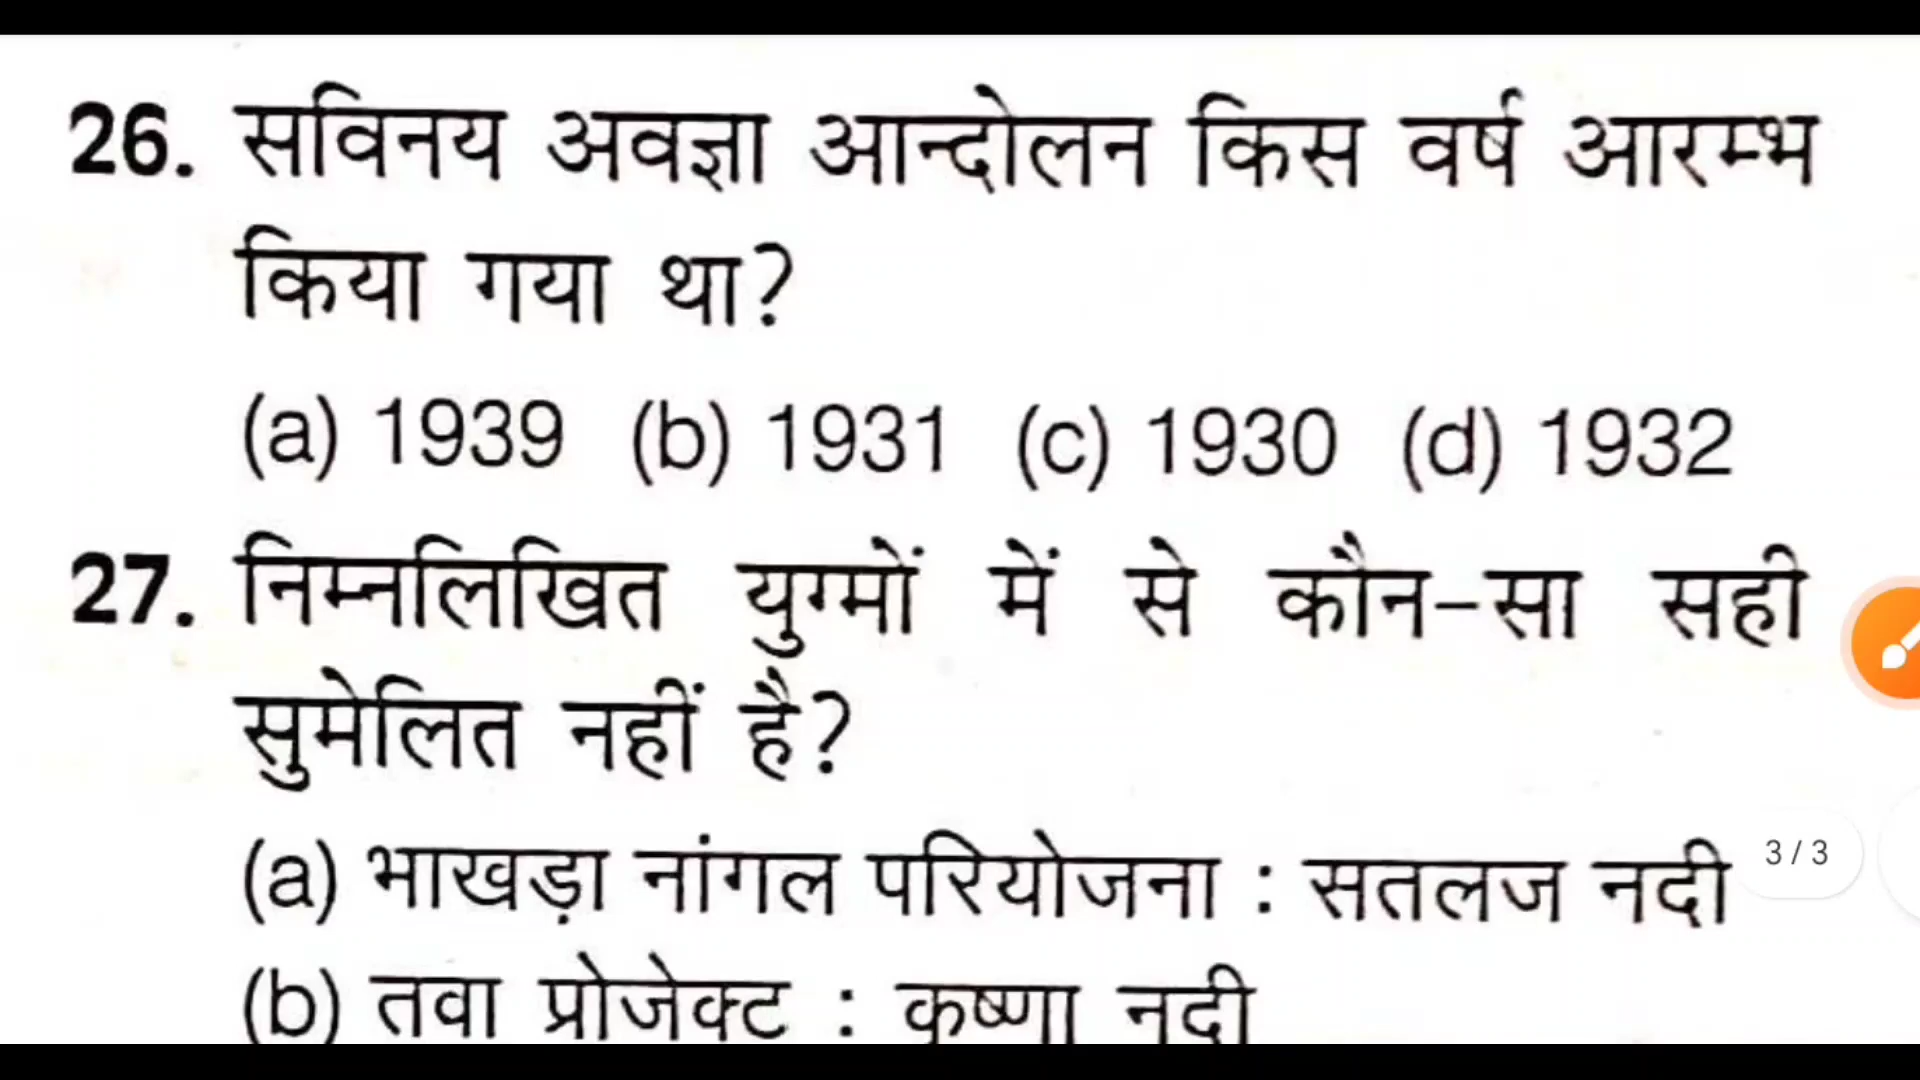 26. सविनय अवज्ञा आन्दोलन किस वर्ष आरम्भ
किया गया था?
(a) 1939 (b) 1931 (c) 1930 (d) 1932
27. निम्नलिखित युग्मों में से कौन-सा सही
सुमेलित नहीं है?
(a) भाखड़ा नांगल परियोजना : सतलज नदी
3/3
(b) तवा प्रोजेक्ट : कृष्णा नदी